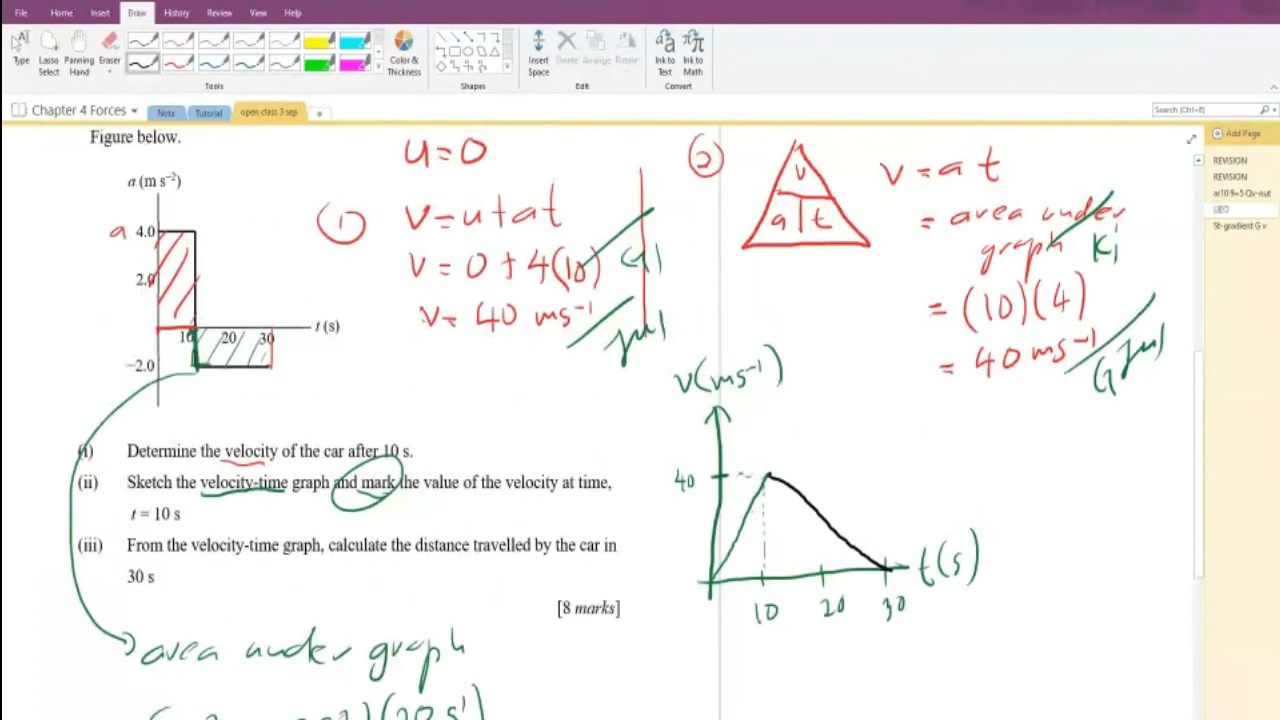 File Home Insert Draw History Review View Help
Type Lasso Select Panning Hand Eraser Color & Thickness Insert Space Delete Arrange Rotate Ink to Text Ink to Math
Tools Shapes Edit Convert
Chapter 4 Forces Nota Tutorial open class 3 sep + Search (Ctrl+E)
Add Page
REVISION
REVISION
St-gradient G v
Figure below.
a (m s⁻²)
a 4.0
2.0
10 20 30 t (s)
−2.0
u = 0
① v = u + at
v = 0 + 4(10) G1
v = 40 ms⁻¹ JU1
②
v
a t
v = a t
= area under
graph K1
= (10)(4)
= 40 ms⁻¹ G1 JU1
v(ms⁻¹)
40
10 20 30 t(s)
(i) Determine the velocity of the car after 10 s.
(ii) Sketch the velocity-time graph and mark the value of the velocity at time,
t = 10 s
(iii) From the velocity-time graph, calculate the distance travelled by the car in
30 s
[8 marks]
area under graph